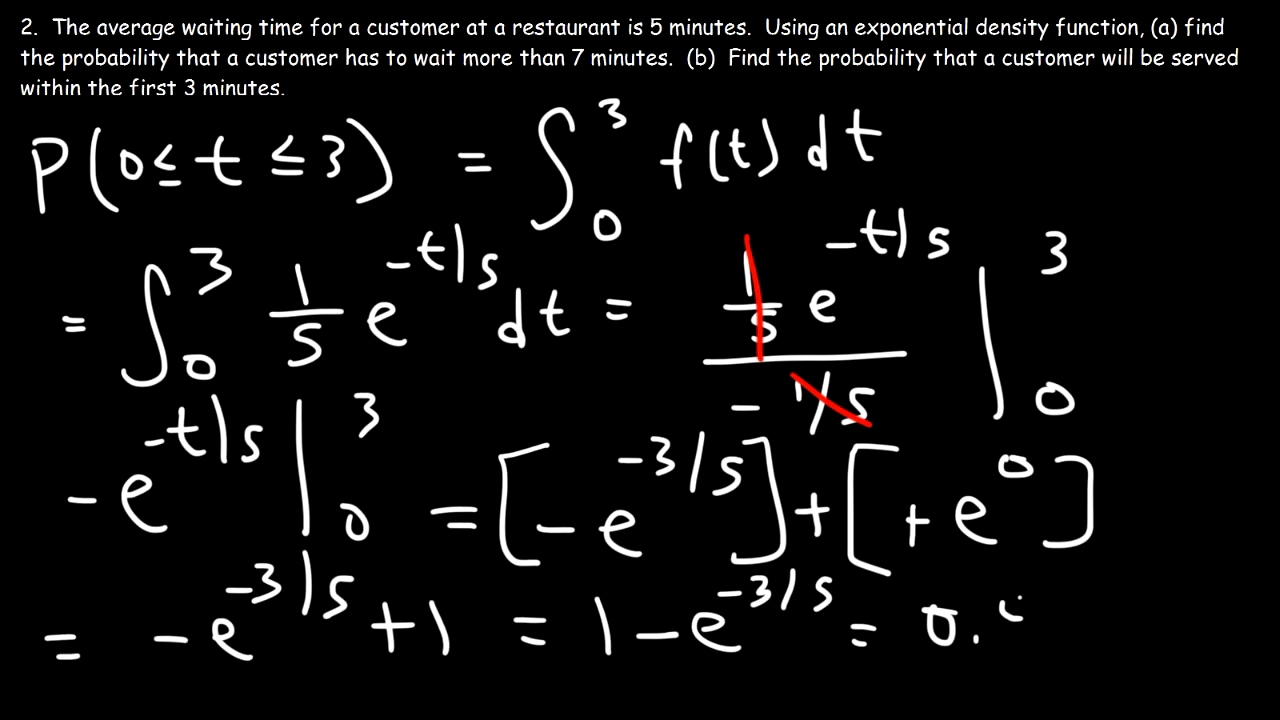 2. The average waiting time for a customer at a restaurant is 5 minutes. Using an exponential density function, (a) find
the probability that a customer has to wait more than 7 minutes. (b) Find the probability that a customer will be served
within the first 3 minutes.
P(0 ≤ t ≤ 3) = ∫₀³ f(t) dt
= ∫₀³ 1/5 e^(-t/5) dt = (1/5 e^(-t/5))/(-1/5) |₀³
-e^(-t/5) |₀³ = [-e^(-3/5)] + [+e^0]
= -e^(-3/5) + 1 = 1 - e^(-3/5) = 0.